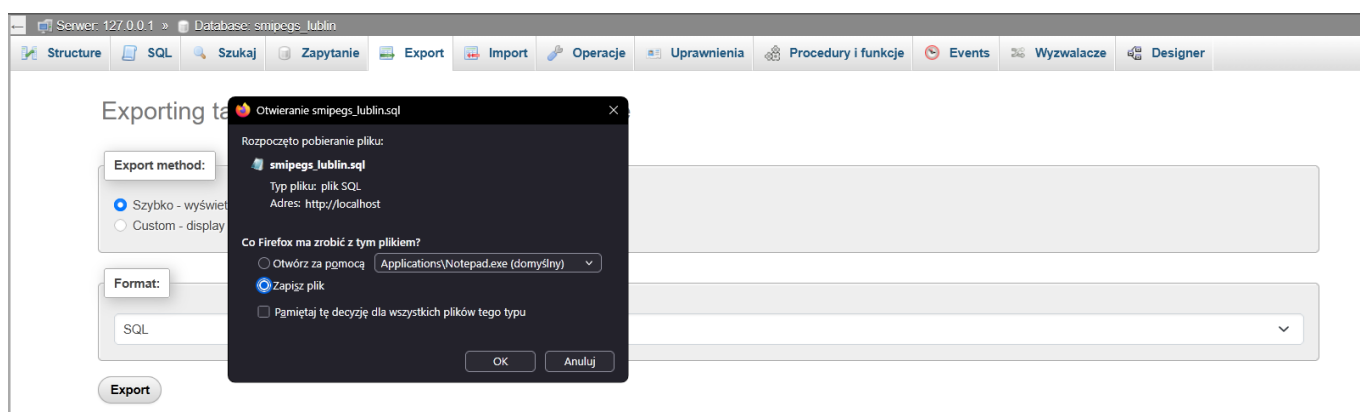 Serwer: 127.0.0.1 » Database: smipegs_lublin
Structure SQL Szukaj Zapytanie Export Import Operacje Uprawnienia Procedury i funkcje Events Wyzwalacze Designer
Exporting ta
Otwieranie smipegs_lublin.sql
Rozpoczęto pobieranie pliku:
smipegs_lublin.sql
Typ pliku: plik SQL
Adres: http://localhost
Co Firefox ma zrobić z tym plikiem?
Otwórz za pomocą Applications\Notepad.exe (domyślny)
Zapisz plik
Pamiętaj tę decyzję dla wszystkich plików tego typu
OK Anuluj
Export method:
Szybko - wyświet
Custom - display
Format:
SQL
Export